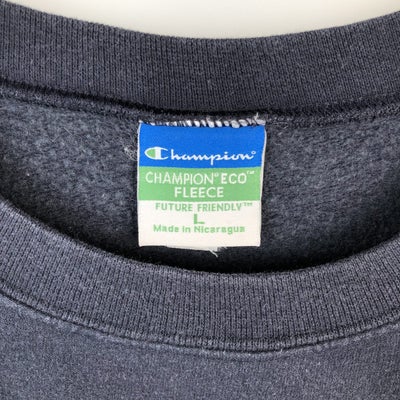 Champion
CHAMPION® ECO™
FLEECE
FUTURE FRIENDLY™
L
Made in Nicaragua